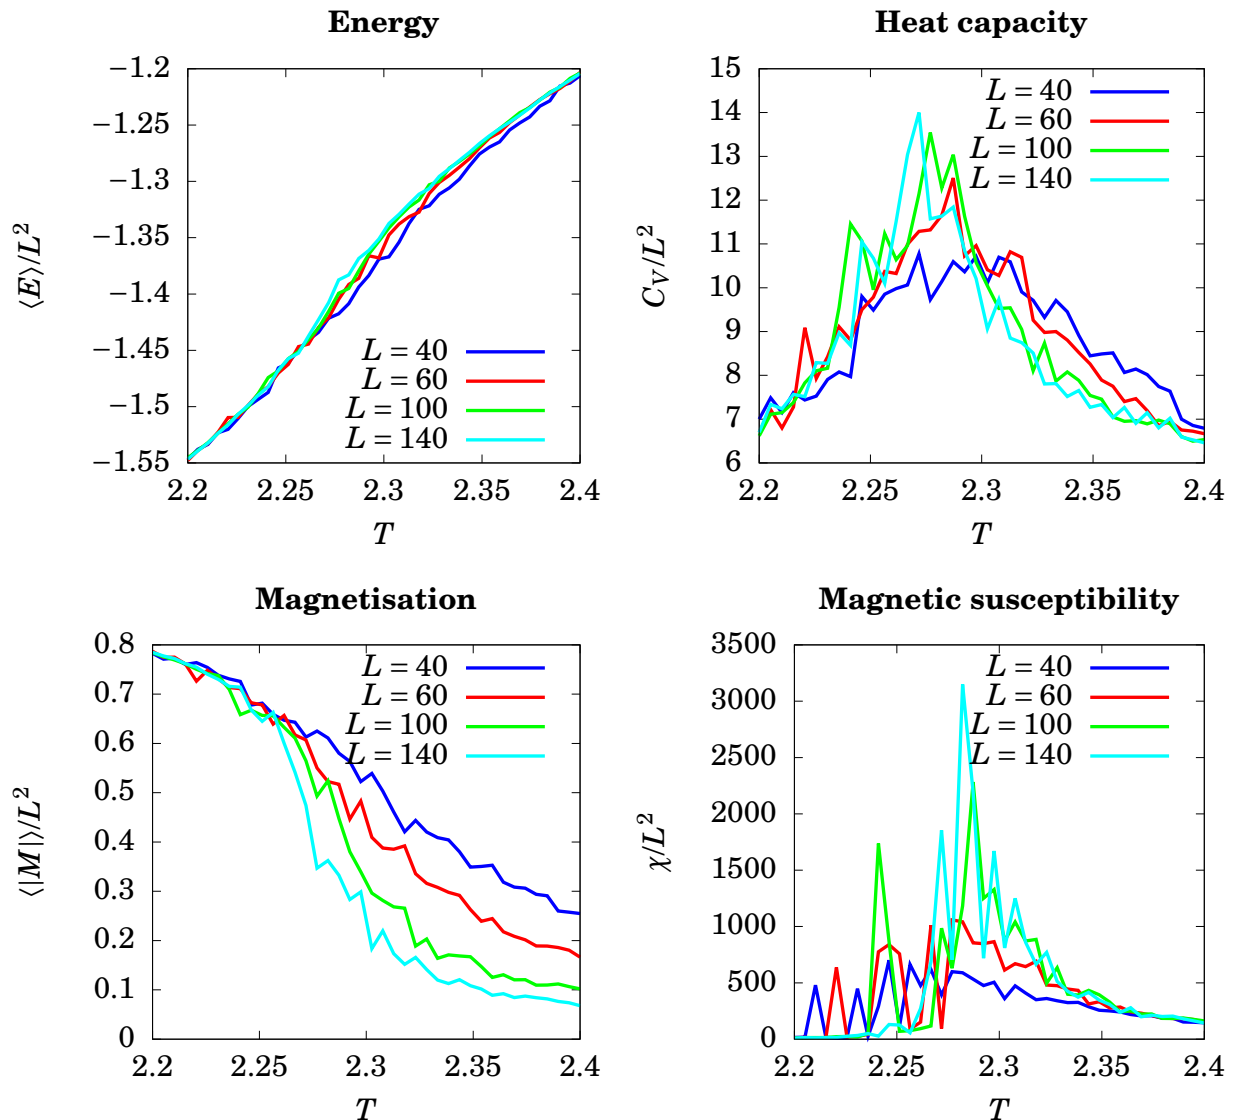 Energy
−1.2
−1.25
−1.3
−1.35
−1.4
−1.45
−1.5
−1.55
2.2 2.25 2.3 2.35 2.4
⟨E⟩/L²
T
L = 40
L = 60
L = 100
L = 140
Heat capacity
15
14
13
12
11
10
9
8
7
6
2.2 2.25 2.3 2.35 2.4
C_V/L²
T
L = 40
L = 60
L = 100
L = 140
Magnetisation
0.8
0.7
0.6
0.5
0.4
0.3
0.2
0.1
0
2.2 2.25 2.3 2.35 2.4
⟨|M|⟩/L²
T
L = 40
L = 60
L = 100
L = 140
Magnetic susceptibility
3500
3000
2500
2000
1500
1000
500
0
2.2 2.25 2.3 2.35 2.4
χ/L²
T
L = 40
L = 60
L = 100
L = 140